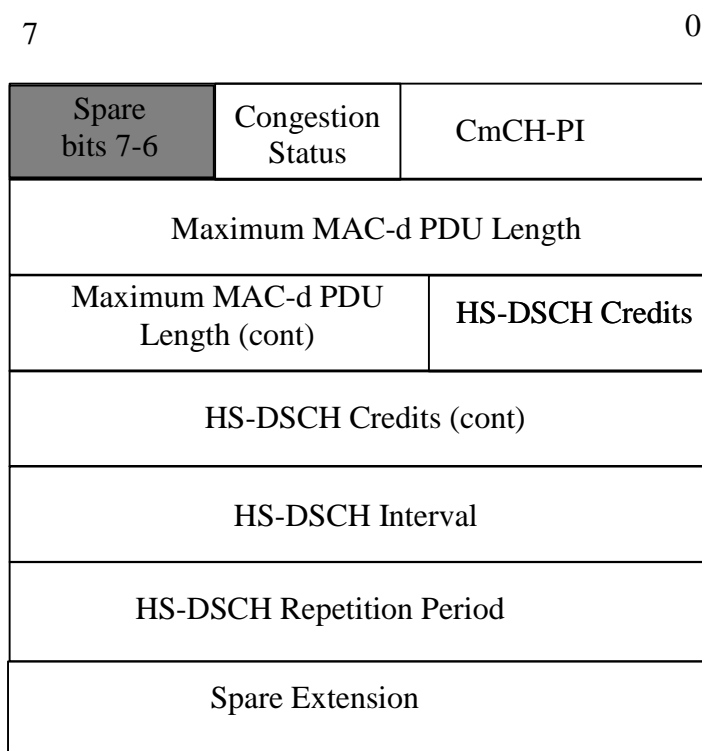 7 0
Spare
bits 7-6
Congestion
Status
CmCH-PI
Maximum MAC-d PDU Length
Maximum MAC-d PDU
Length (cont)
HS-DSCH Credits
HS-DSCH Credits (cont)
HS-DSCH Interval
HS-DSCH Repetition Period
Spare Extension